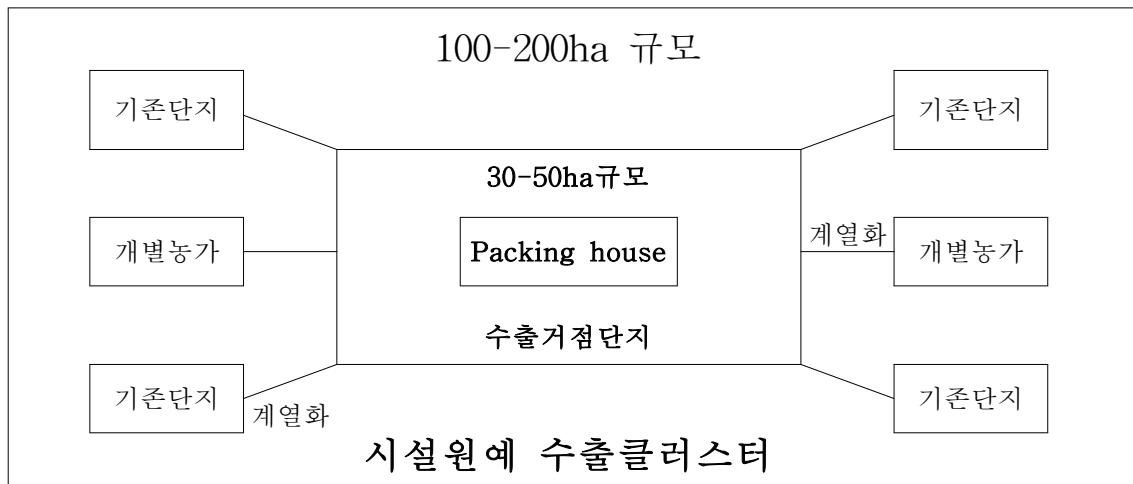 100-200ha 규모
기존단지
기존단지
30-50ha규모
개별농가
Packing house
계열화
개별농가
수출거점단지
기존단지
계열화
기존단지
시설원예 수출클러스터